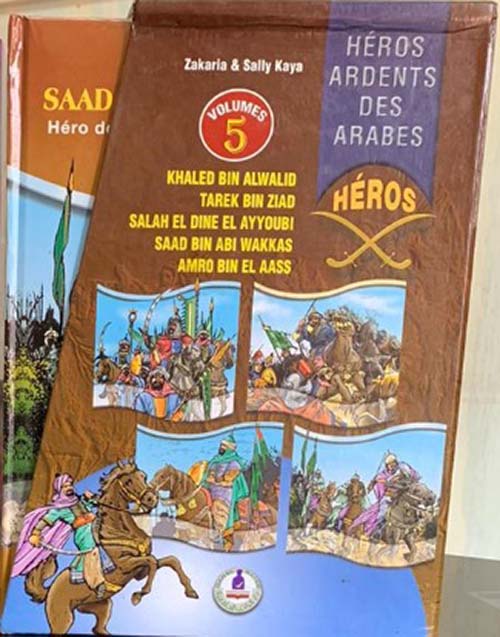 SAAD
Héro d
Zakaria & Sally Kaya
VOLUMES
5
HÉROS
ARDENTS
DES
ARABES
HÉROS
KHALED BIN ALWALID
TAREK BIN ZIAD
SALAH EL DINE EL AYYOUBI
SAAD BIN ABI WAKKAS
AMRO BIN EL AASS